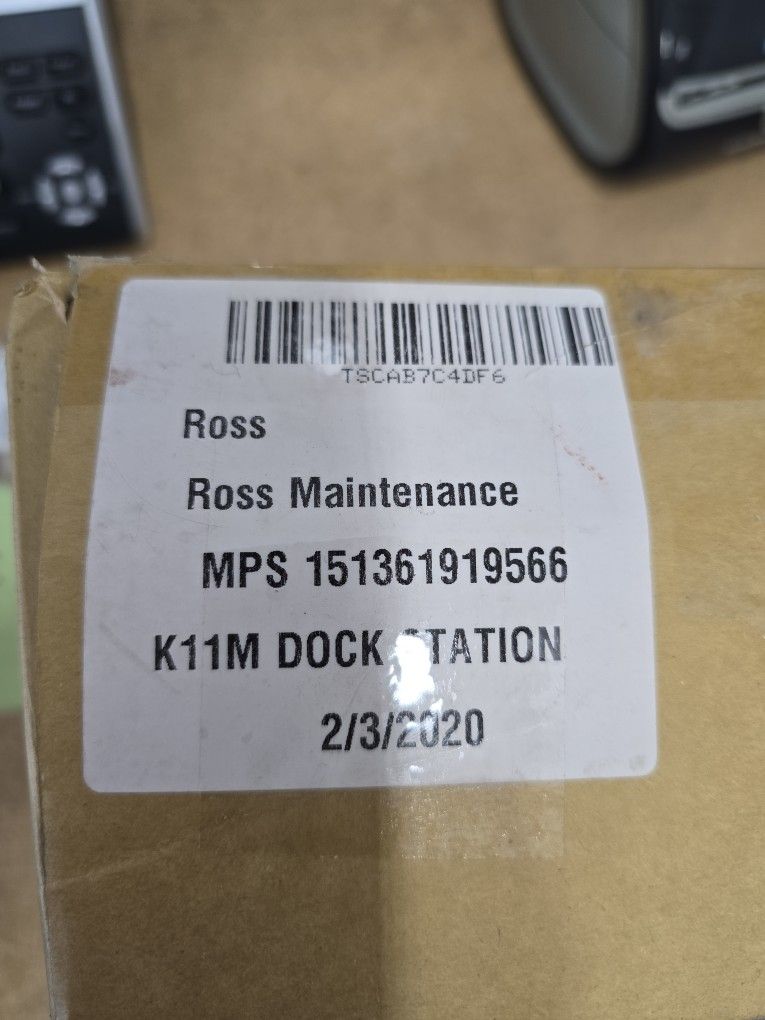 TSCAB7C4DF6
Ross
Ross Maintenance
MPS 151361919566
K11M DOCK STATION
2/3/2020